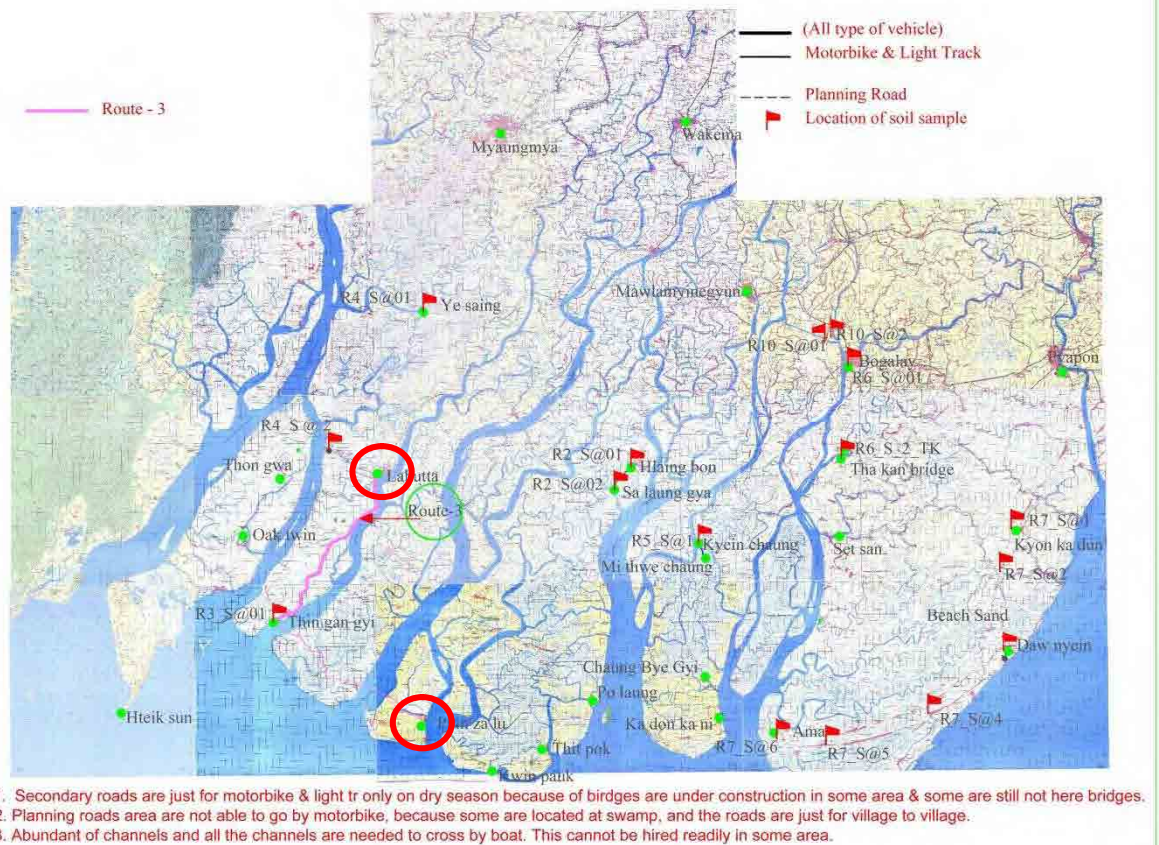 (All type of vehicle)
Motorbike & Light Track
Route - 3
Planning Road
Location of soil sample
Wakema
Myaungmya
Mawlamyinegyun
R4_S@01
Ye saing
R10_S@2
R10_S@01
Bogalay
R6_S@01
Pyapon
R4_S@2
Labutta
Thon gwa
R2_S@01
Hlaing bon
R2_S@02
Sa laung gya
R6_S-2_TK
Tha kan bridge
Route-3
Oak twin
R5_S@1
Kyein chaung
Mi thwe chaung
Set san
R7_S@1
Kyon ka dun
R7_S@2
R3_S@01
Thin gan gyi
Beach Sand
Daw nyein
Chaung Bye Gyi
Po laung
Hteik sun
Ka don ka ni
R7_S@4
R7_S@6
Ama
R7_S@5
Thit pok
Kwin pauk
. Secondary roads are just for motorbike & light tr only on dry season because of birdges are under construction in some area & some are still not here bridges.
2. Planning roads area are not able to go by motorbike, because some are located at swamp, and the roads are just for village to village.
3. Abundant of channels and all the channels are needed to cross by boat. This cannot be hired readily in some area.